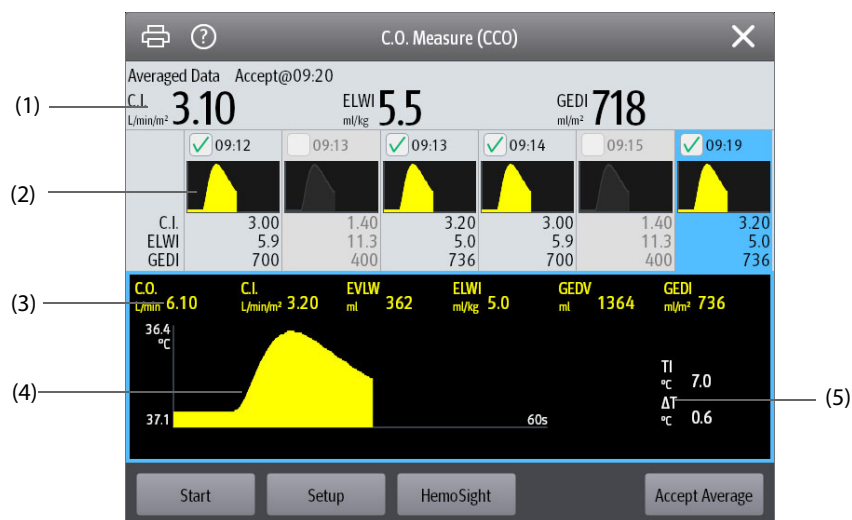 C.O. Measure (CCO)
Averaged Data Accept@09:20
(1)
C.I. L/min/m² 3.10 ELWI ml/kg 5.5 GEDI ml/m² 718
09:12 09:13 09:13 09:14 09:15 09:19
(2)
C.I. 3.00 1.40 3.20 3.00 1.40 3.20
ELWI 5.9 11.3 5.0 5.9 11.3 5.0
GEDI 700 400 736 700 400 736
(3)
C.O. L/min 6.10 C.I. L/min/m² 3.20 EVLW ml 362 ELWI ml/kg 5.0 GEDV ml 1364 GEDI ml/m² 736
36.4
°C
(4)
37.1 60s
TI °C 7.0
ΔT °C 0.6
(5)
Start Setup HemoSight Accept Average